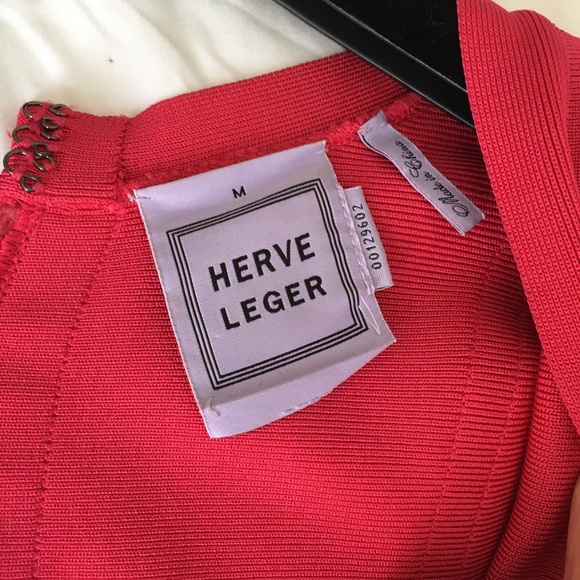 M
HERVE
LEGER
00129602
Made in China